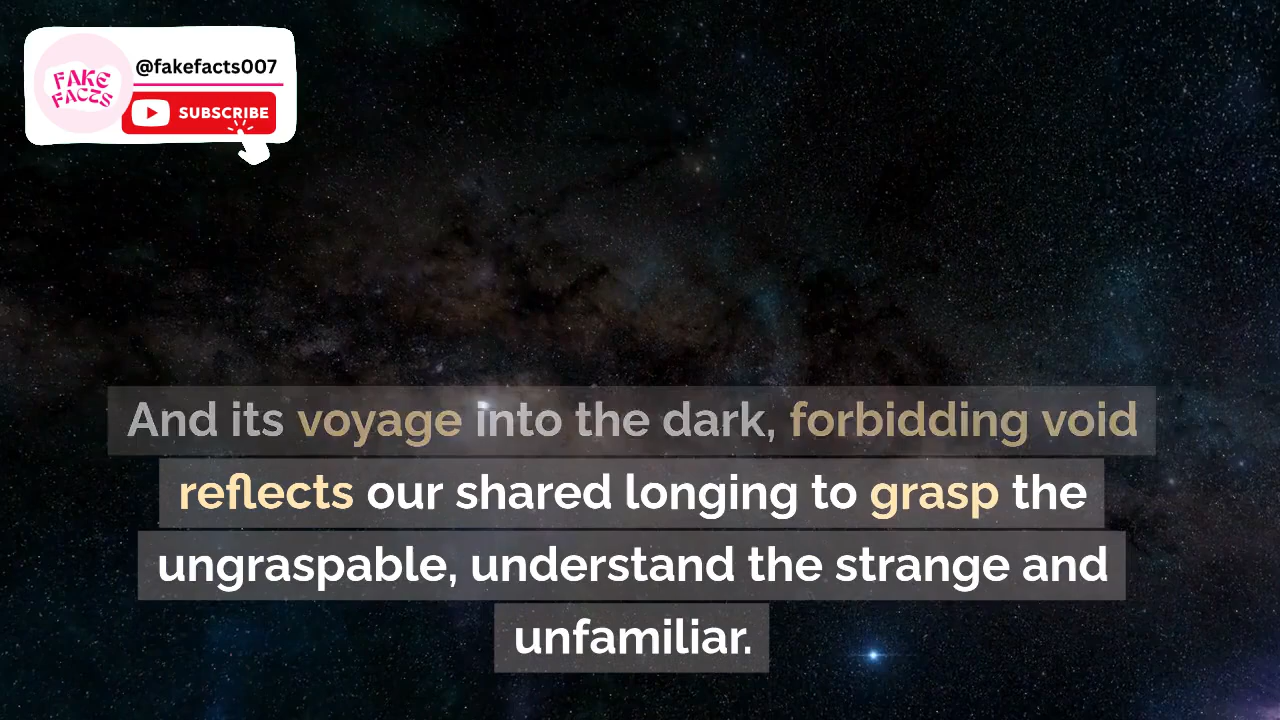 FAKE
FACTS
@fakefacts007
SUBSCRIBE
And its voyage into the dark, forbidding void
reflects our shared longing to grasp the
ungraspable, understand the strange and
unfamiliar.